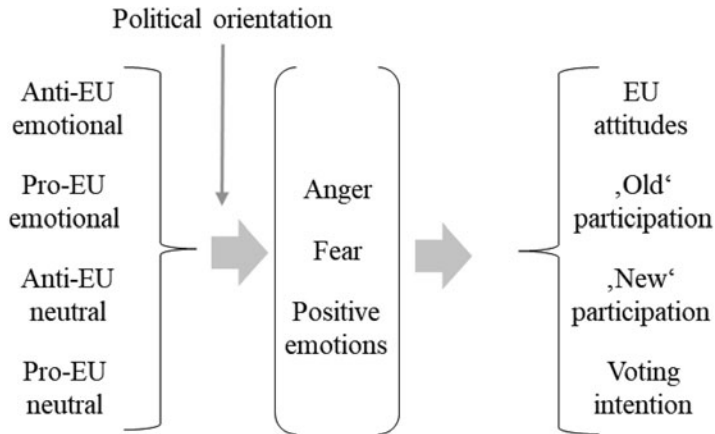 Political orientation
Anti-EU
emotional
Pro-EU
emotional
Anti-EU
neutral
Pro-EU
neutral
Anger
Fear
Positive
emotions
EU
attitudes
‚Old‘
participation
‚New‘
participation
Voting
intention